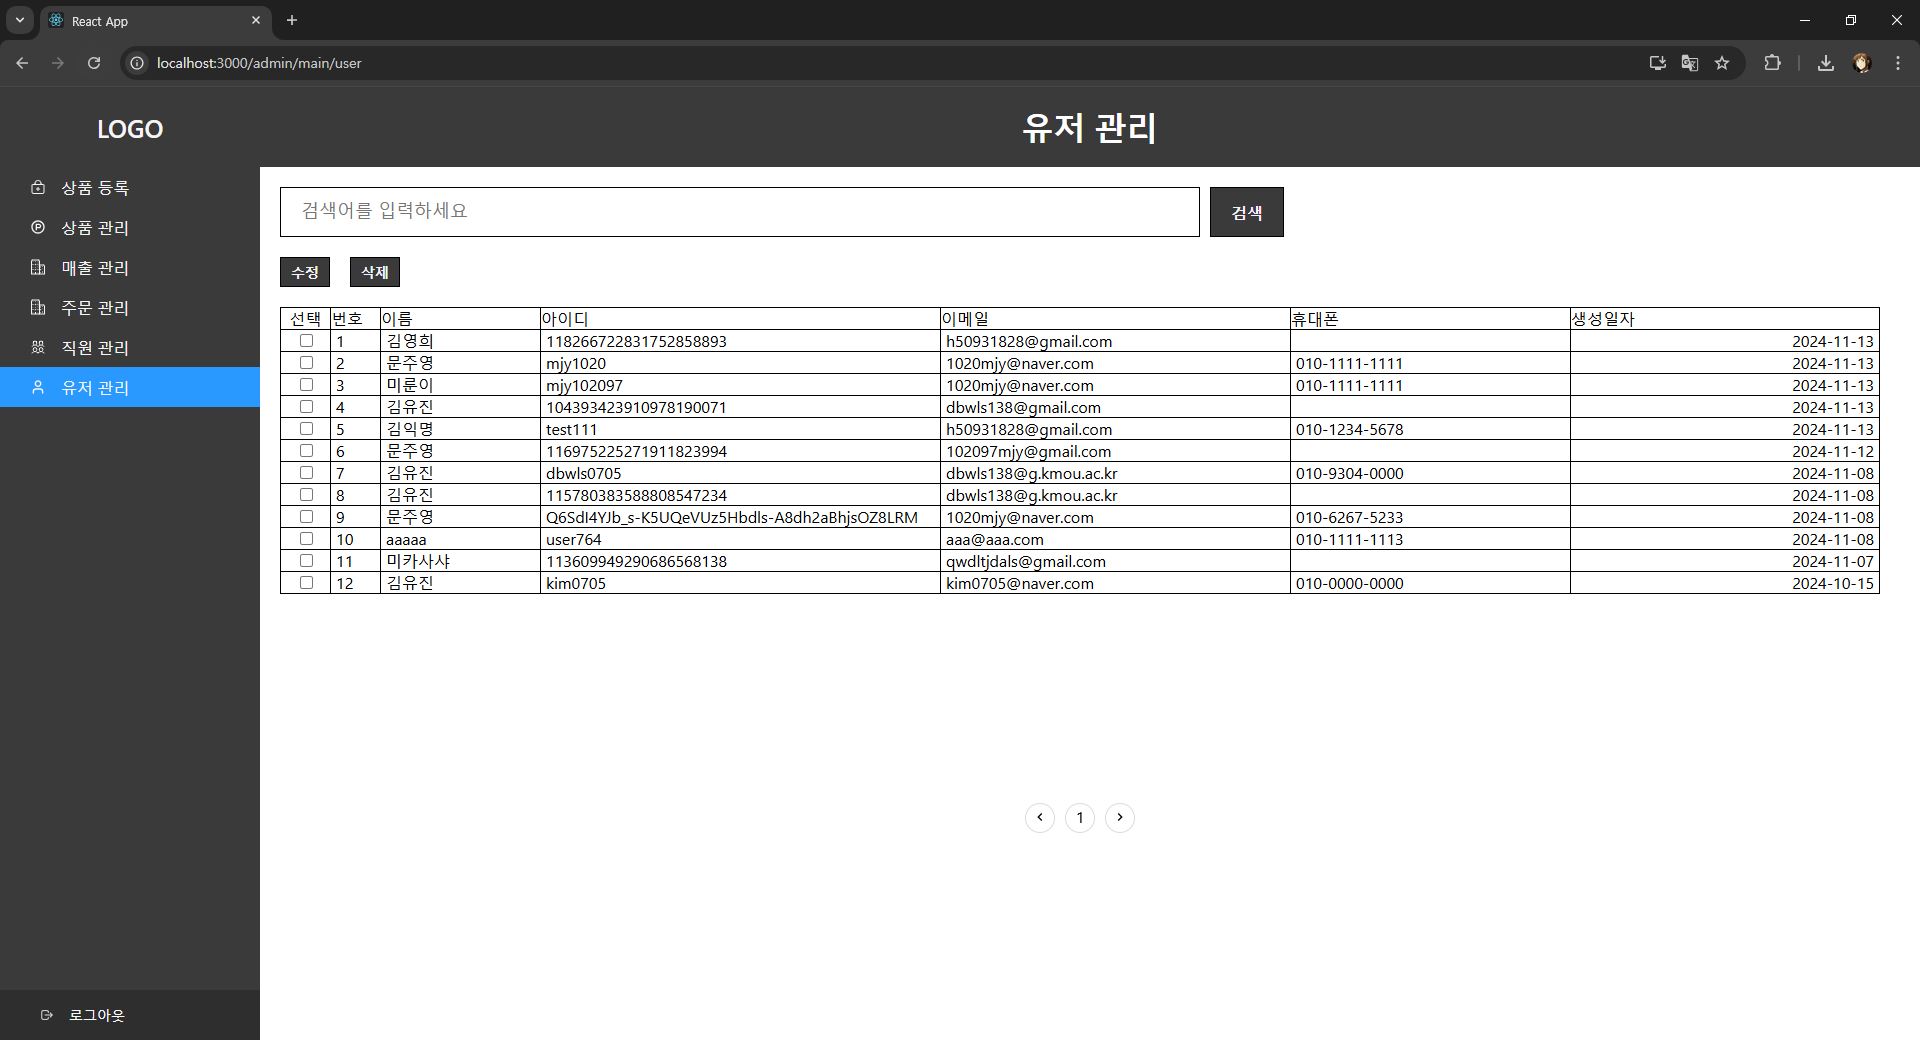 React App
localhost:3000/admin/main/user
LOGO
유저 관리
상품 등록
상품 관리
매출 관리
주문 관리
직원 관리
유저 관리
로그아웃
검색어를 입력하세요
검색
수정 삭제
선택 번호 이름 아이디 이메일 휴대폰 생성일자
1 김영희 118266722831752858893 h50931828@gmail.com 2024-11-13
2 문주영 mjy1020 1020mjy@naver.com 010-1111-1111 2024-11-13
3 미룬이 mjy102097 1020mjy@naver.com 010-1111-1111 2024-11-13
4 김유진 104393423910978190071 dbwls138@gmail.com 2024-11-13
5 김익명 test111 h50931828@gmail.com 010-1234-5678 2024-11-13
6 문주영 116975225271911823994 102097mjy@gmail.com 2024-11-12
7 김유진 dbwls0705 dbwls138@g.kmou.ac.kr 010-9304-0000 2024-11-08
8 김유진 115780383588808547234 dbwls138@g.kmou.ac.kr 2024-11-08
9 문주영 Q6SdI4YJb_s-K5UQeVUz5Hbdls-A8dh2aBhjsOZ8LRM 1020mjy@naver.com 010-6267-5233 2024-11-08
10 aaaaa user764 aaa@aaa.com 010-1111-1113 2024-11-08
11 미카사샤 113609949290686568138 qwdltjdals@gmail.com 2024-11-07
12 김유진 kim0705 kim0705@naver.com 010-0000-0000 2024-10-15
1